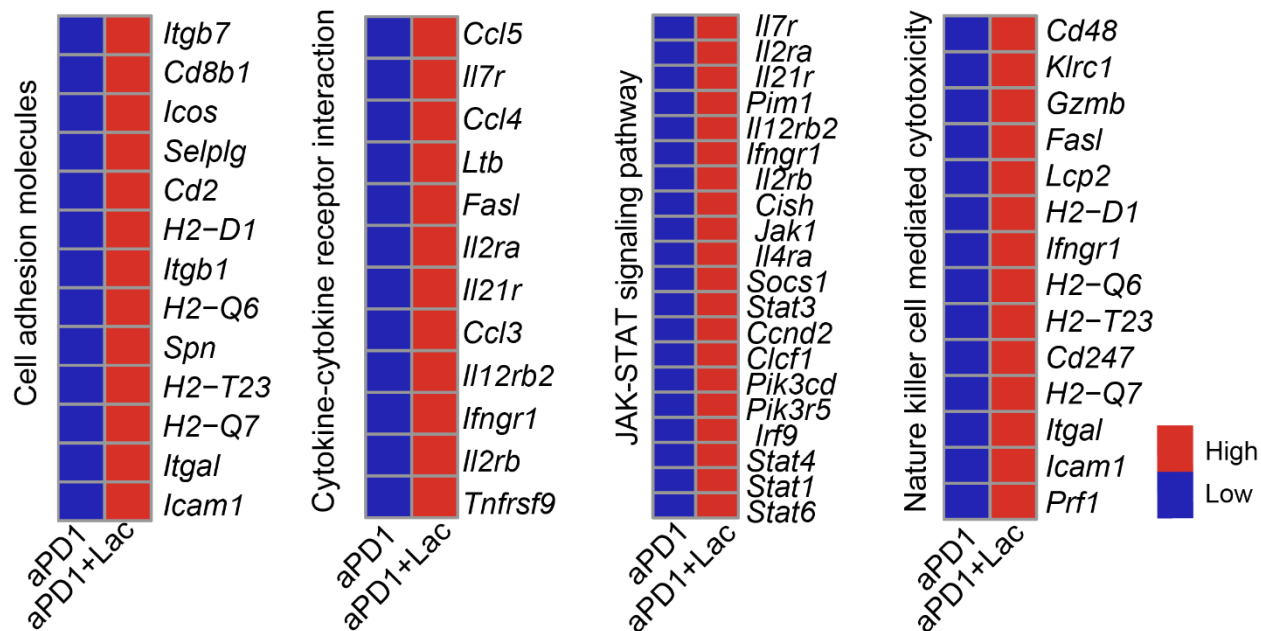 Cell adhesion molecules
Itgb7
Cd8b1
Icos
Selplg
Cd2
H2−D1
Itgb1
H2−Q6
Spn
H2−T23
H2−Q7
Itgal
Icam1
aPD1
aPD1+Lac
Cytokine-cytokine receptor interaction
Ccl5
Il7r
Ccl4
Ltb
Fasl
Il2ra
Il21r
Ccl3
Il12rb2
Ifngr1
Il2rb
Tnfrsf9
aPD1
aPD1+Lac
JAK-STAT signaling pathway
Il7r
Il2ra
Il21r
Pim1
Il12rb2
Ifngr1
Il2rb
Cish
Jak1
Il4ra
Socs1
Stat3
Ccnd2
Clcf1
Pik3cd
Pik3r5
Irf9
Stat4
Stat1
Stat6
aPD1
aPD1+Lac
Nature killer cell mediated cytotoxicity
Cd48
Klrc1
Gzmb
Fasl
Lcp2
H2−D1
Ifngr1
H2−Q6
H2−T23
Cd247
H2−Q7
Itgal
Icam1
Prf1
aPD1
aPD1+Lac
High
Low